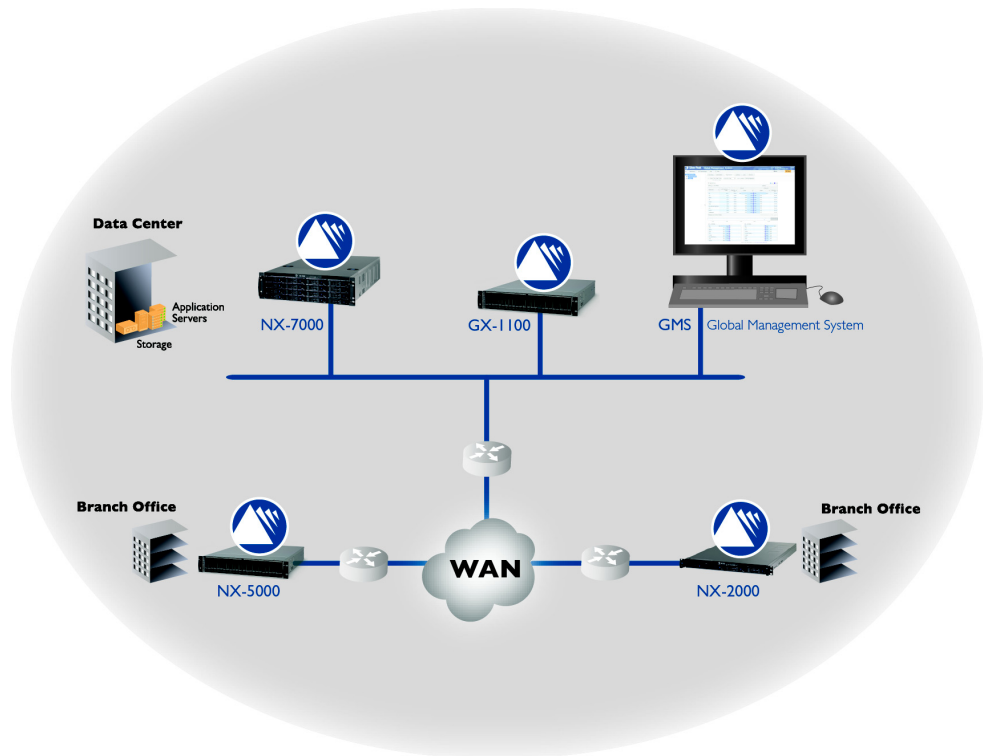 Data Center
Application
Servers
Storage
NX-7000
GX-1100
GMS Global Management System
Branch Office
NX-5000
WAN
Branch Office
NX-2000